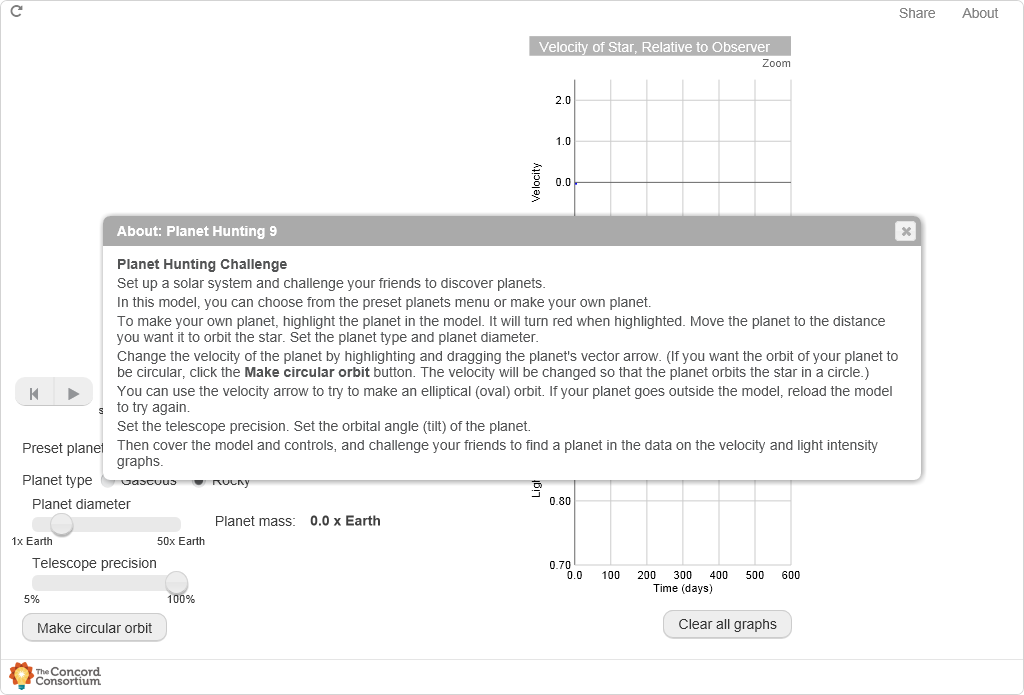 Share About
Velocity of Star, Relative to Observer
Zoom
2.0
1.0
0.0
Velocity
About: Planet Hunting 9
Planet Hunting Challenge
Set up a solar system and challenge your friends to discover planets.
In this model, you can choose from the preset planets menu or make your own planet.
To make your own planet, highlight the planet in the model. It will turn red when highlighted. Move the planet to the distance
you want it to orbit the star. Set the planet type and planet diameter.
Change the velocity of the planet by highlighting and dragging the planet's vector arrow. (If you want the orbit of your planet to
be circular, click the Make circular orbit button. The velocity will be changed so that the planet orbits the star in a circle.)
You can use the velocity arrow to try to make an elliptical (oval) orbit. If your planet goes outside the model, reload the model
to try again.
Set the telescope precision. Set the orbital angle (tilt) of the planet.
Then cover the model and controls, and challenge your friends to find a planet in the data on the velocity and light intensity
graphs.
Preset planet
Planet type Gaseous Rocky
Planet diameter
1x Earth 50x Earth
Planet mass: 0.0 x Earth
Telescope precision
5% 100%
Make circular orbit
0.80
0.70
0.0 100 200 300 400 500 600
Time (days)
Clear all graphs
The Concord
Consortium